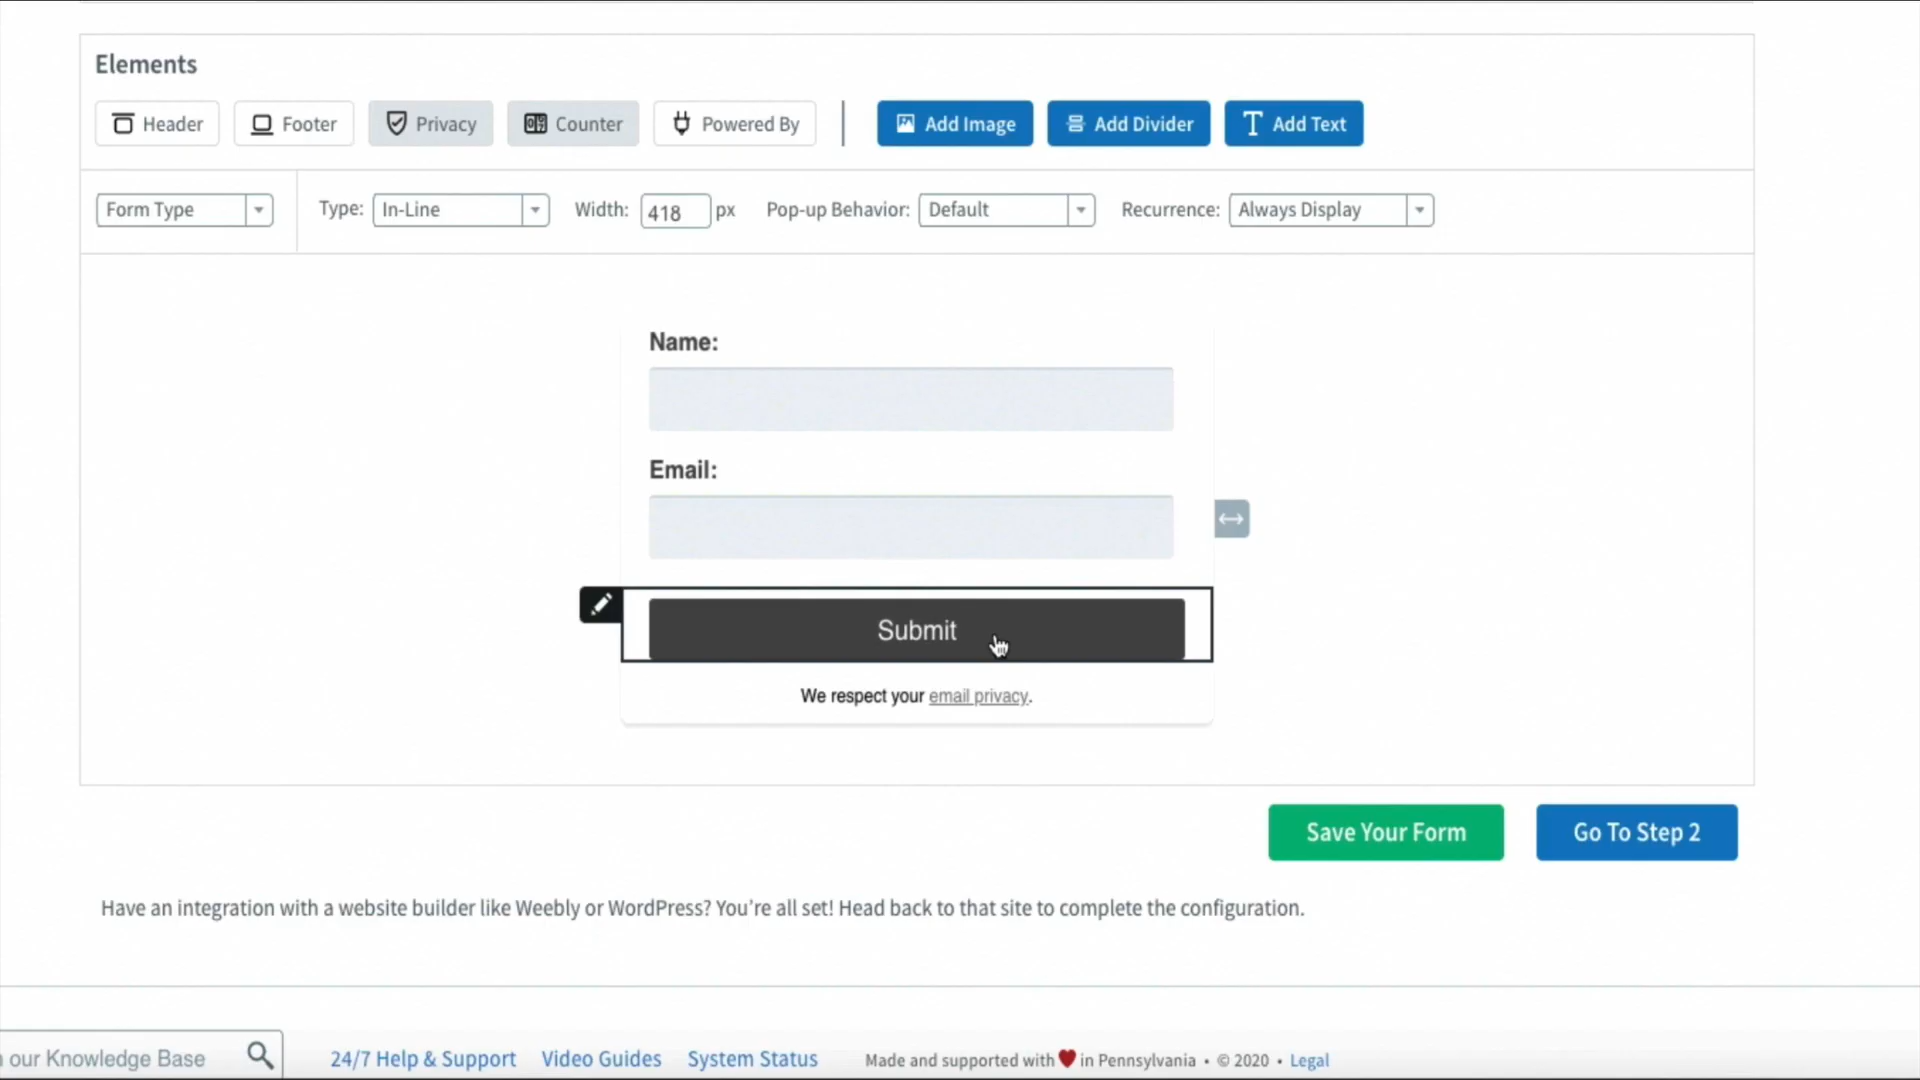 Elements
Header Footer Privacy Counter Powered By Add Image Add Divider Add Text
Form Type Type: In-Line Width: 418 px Pop-up Behavior: Default Recurrence: Always Display
Name:
Email:
Submit
We respect your email privacy.
Save Your Form Go To Step 2
Have an integration with a website builder like Weebly or WordPress? You're all set! Head back to that site to complete the configuration.
our Knowledge Base 24/7 Help & Support Video Guides System Status Made and supported with ❤ in Pennsylvania • © 2020 • Legal